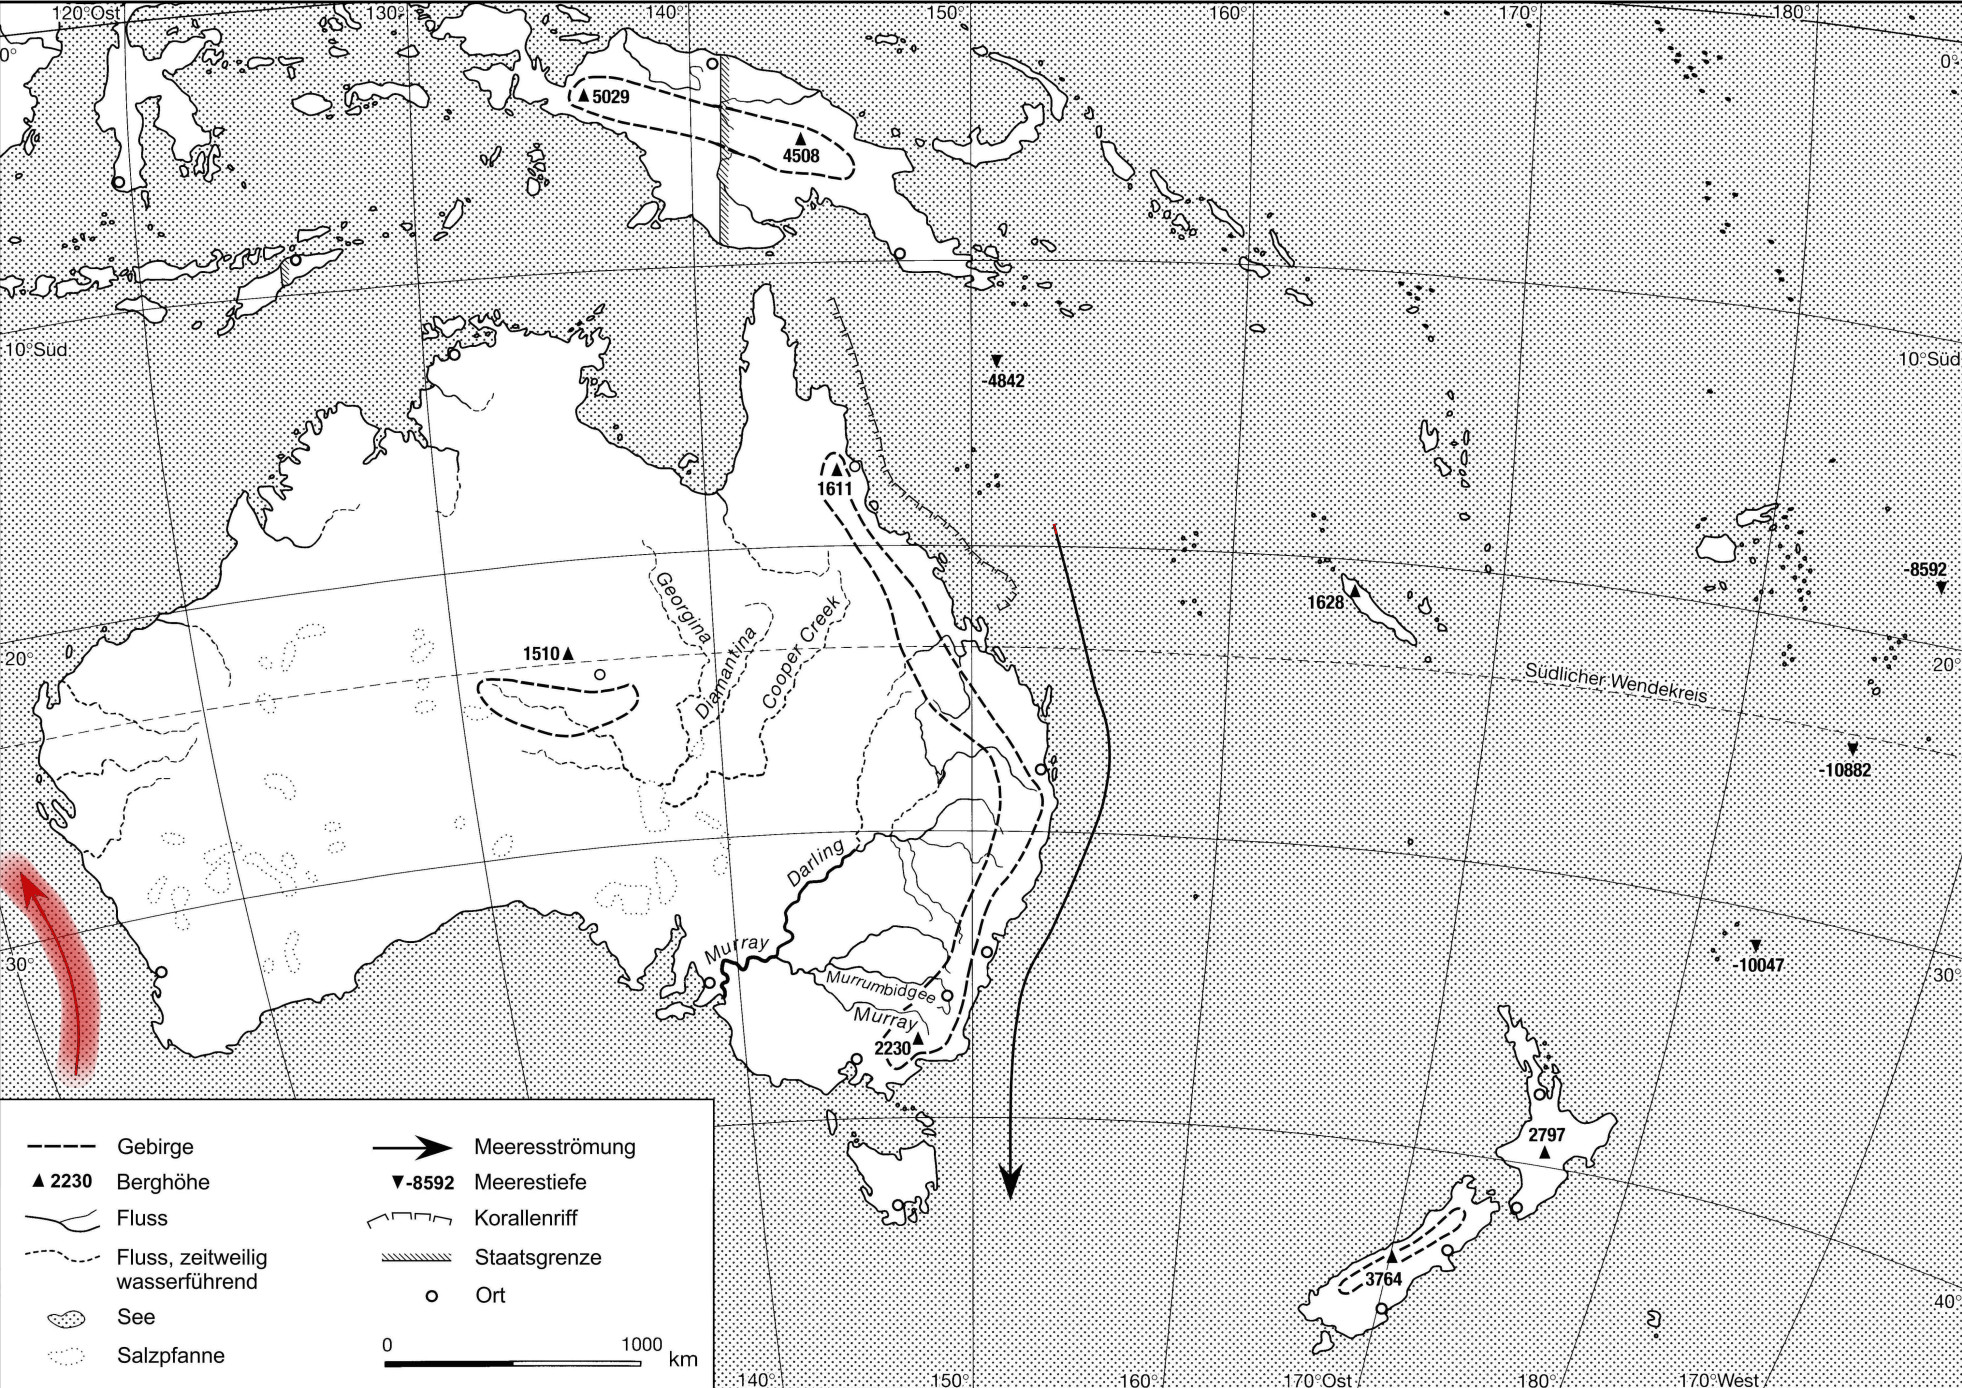 120°Ost
130°
140°
150°
160°
170°
180°
0°
0°
5029
4508
10°Süd
10°Süd
-4842
1611
-8592
Georgina
Diamantina
Cooper Creek
1628
1510
20°
20°
Südlicher Wendekreis
-10882
Darling
Murray
30°
30°
-10047
Murrumbidgee
Murray
2230
2797
3764
40°
Gebirge
2230 Berghöhe
Fluss
Fluss, zeitweilig
wasserführend
See
Salzpfanne
Meeresströmung
-8592 Meerestiefe
Korallenriff
Staatsgrenze
Ort
0 1000 km
140°
150°
160°
170°Ost
180°
170°West